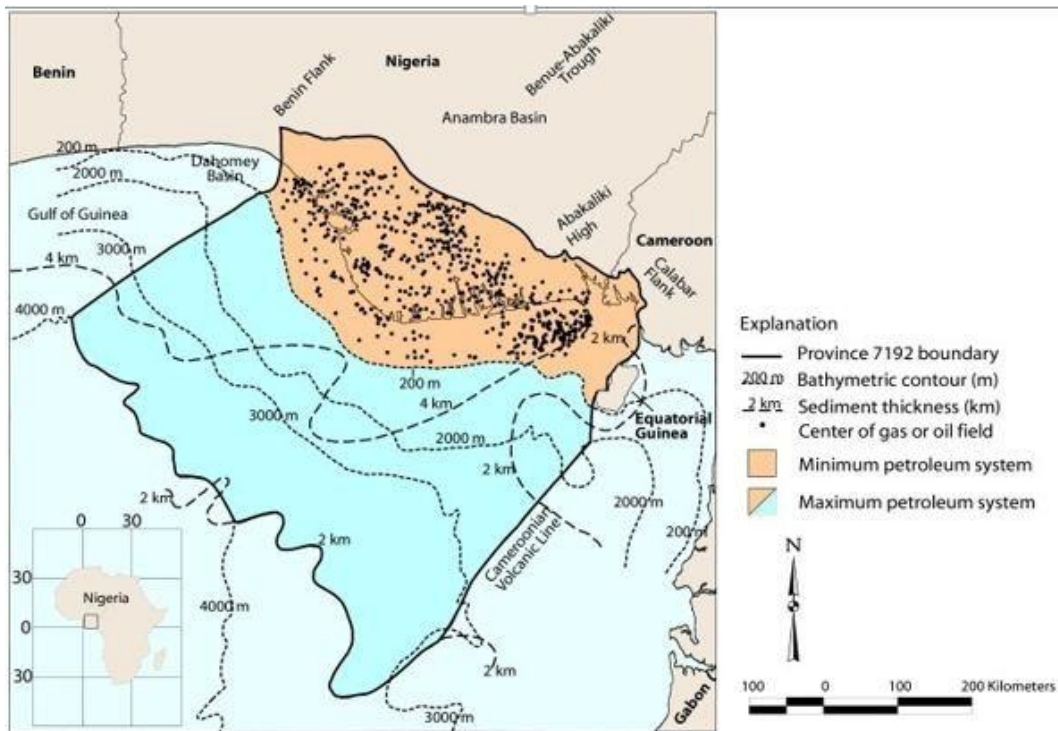 Benin
Nigeria
Benin Flank
Benue-Abakaliki
Trough
Anambra Basin
200 m
2000 m
Dahomey
Basin
Gulf of Guinea
3000 m
4 km
4000 m
Abakaliki
High
Cameroon
Calabar
Flank
2 km
200 m
4 km
3000 m
2000 m
Equatorial
Guinea
2 km
2 km
2000 m
200 m
2 km
Cameroonian
Volcanic Line
4000 m
2 km
3000 m
Gabon
0 30
30
0
30
Nigeria
Explanation
Province 7192 boundary
200 m Bathymetric contour (m)
2 km Sediment thickness (km)
Center of gas or oil field
Minimum petroleum system
Maximum petroleum system
N
100 0 100 200 Kilometers